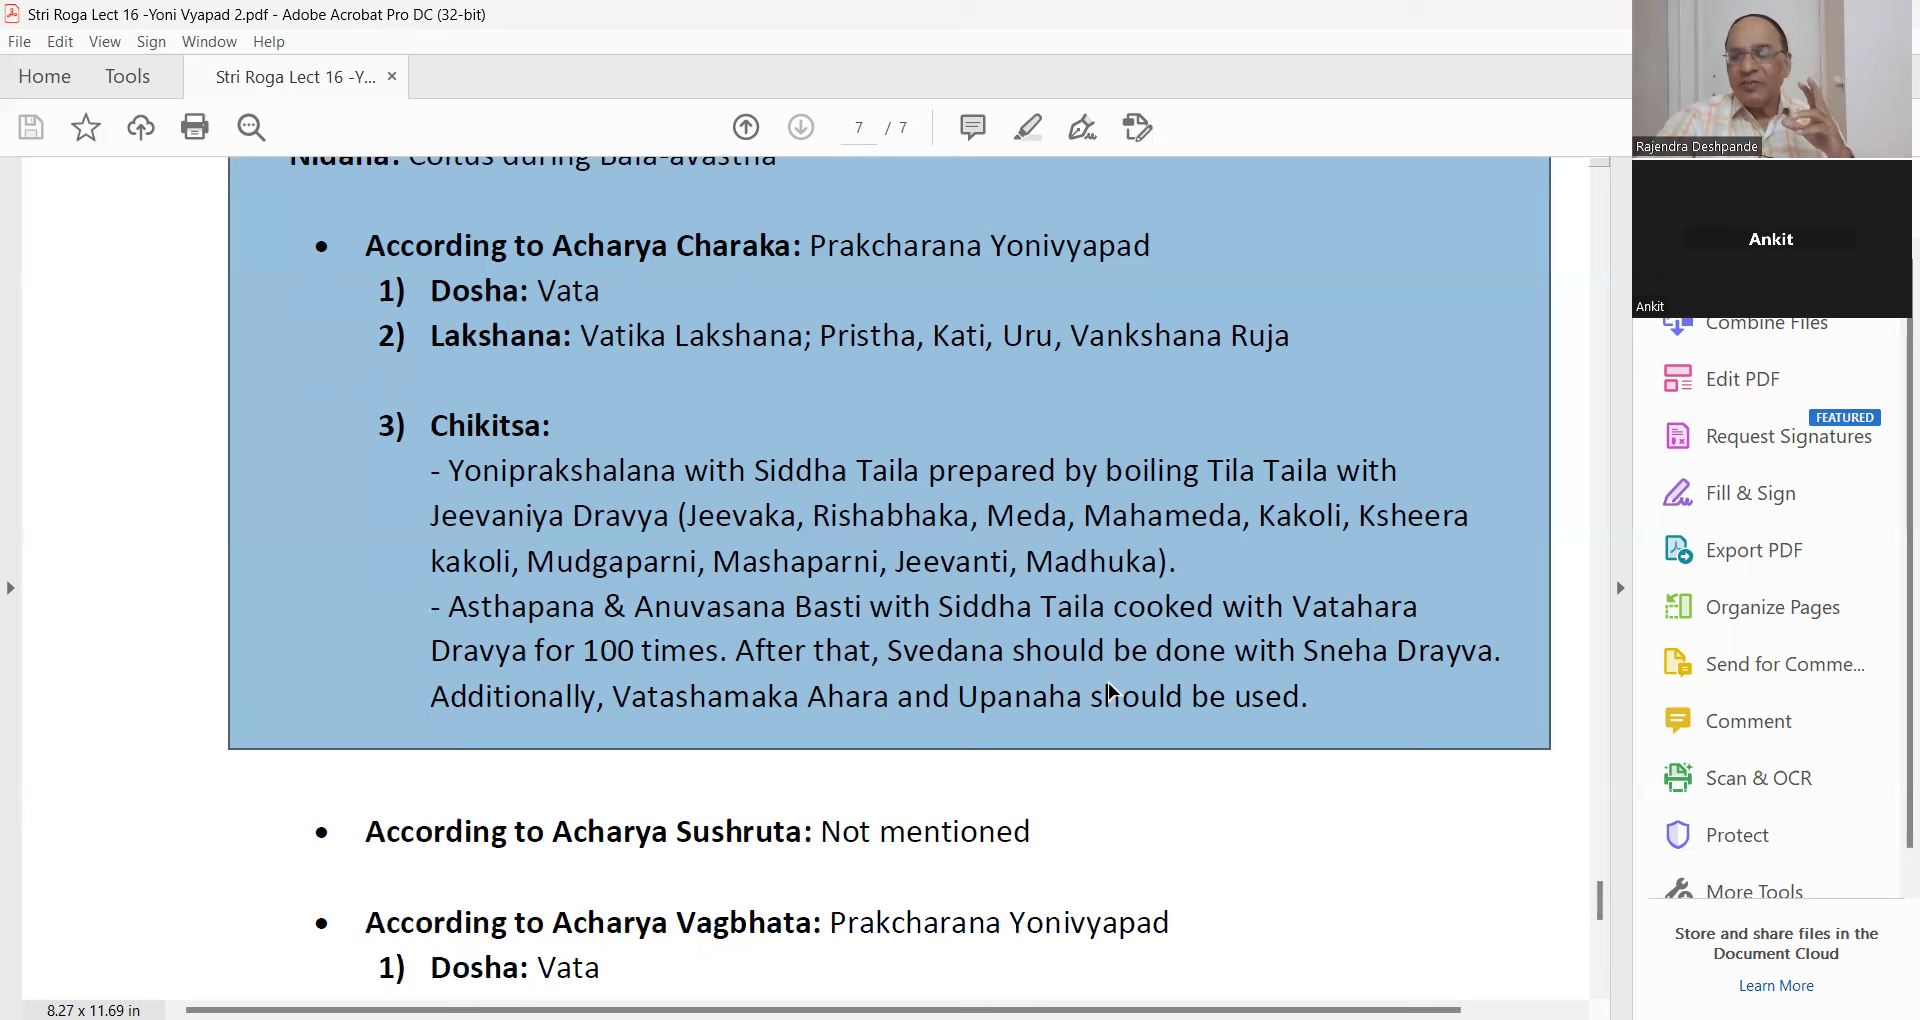 Stri Roga Lect 16 -Yoni Vyapad 2.pdf - Adobe Acrobat Pro DC (32-bit)
File Edit View Sign Window Help
Home Tools Stri Roga Lect 16 -Y... ×
7 / 7
Nidana: Coitus during Bala-avastha
• According to Acharya Charaka: Prakcharana Yonivyapad
1) Dosha: Vata
2) Lakshana: Vatika Lakshana; Pristha, Kati, Uru, Vankshana Ruja
3) Chikitsa:
- Yoniprakshalana with Siddha Taila prepared by boiling Tila Taila with
Jeevaniya Dravya (Jeevaka, Rishabhaka, Meda, Mahameda, Kakoli, Ksheera
kakoli, Mudgaparni, Mashaparni, Jeevanti, Madhuka).
- Asthapana & Anuvasana Basti with Siddha Taila cooked with Vatahara
Dravya for 100 times. After that, Svedana should be done with Sneha Drayva.
Additionally, Vatashamaka Ahara and Upanaha should be used.
• According to Acharya Sushruta: Not mentioned
• According to Acharya Vagbhata: Prakcharana Yonivyapad
1) Dosha: Vata
8.27 x 11.69 in
Rajendra Deshpande
Ankit
Ankit
Combine Files
Edit PDF
FEATURED
Request Signatures
Fill & Sign
Export PDF
Organize Pages
Send for Comme...
Comment
Scan & OCR
Protect
More Tools
Store and share files in the
Document Cloud
Learn More